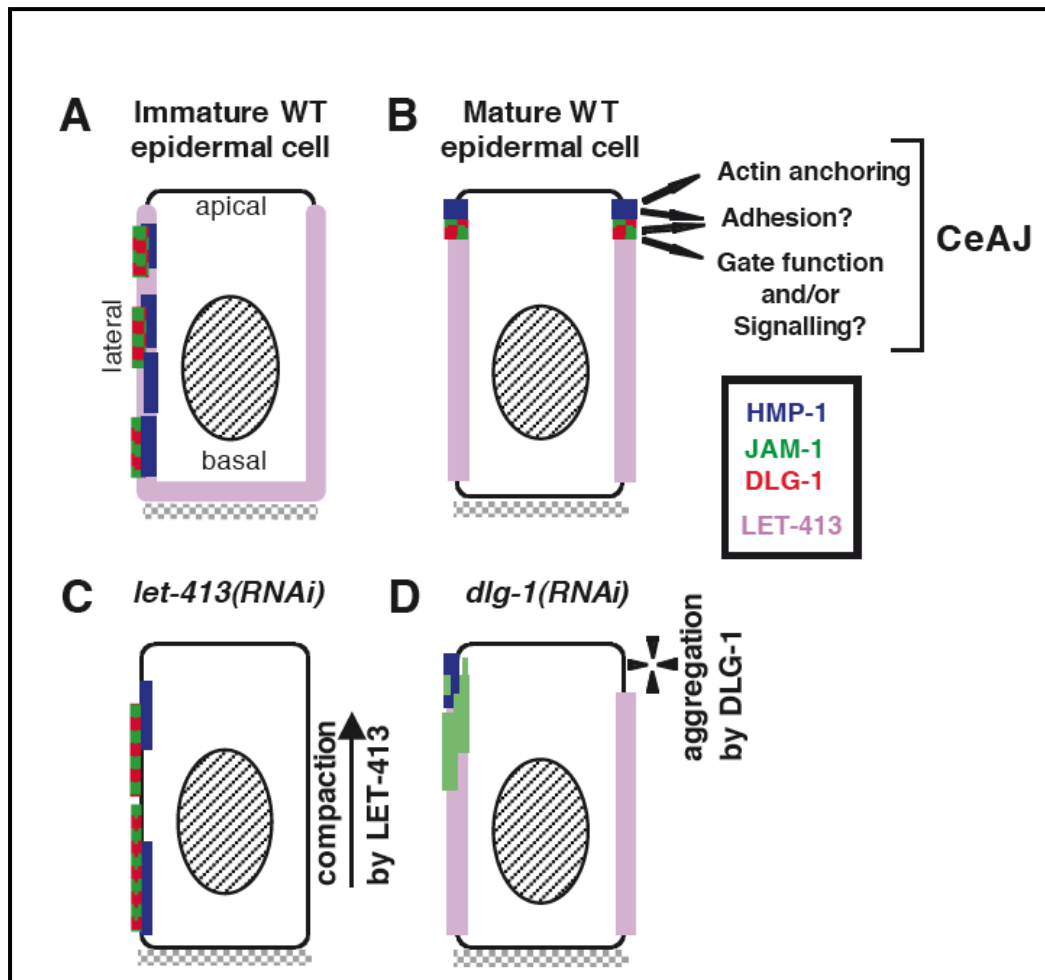 A
Immature WT
epidermal cell
apical
lateral
basal
B
Mature WT
epidermal cell
Actin anchoring
Adhesion?
Gate function
and/or
Signalling?
CeAJ
HMP-1
JAM-1
DLG-1
LET-413
C
let-413(RNAi)
compaction
by LET-413
D
dlg-1(RNAi)
aggregation
by DLG-1